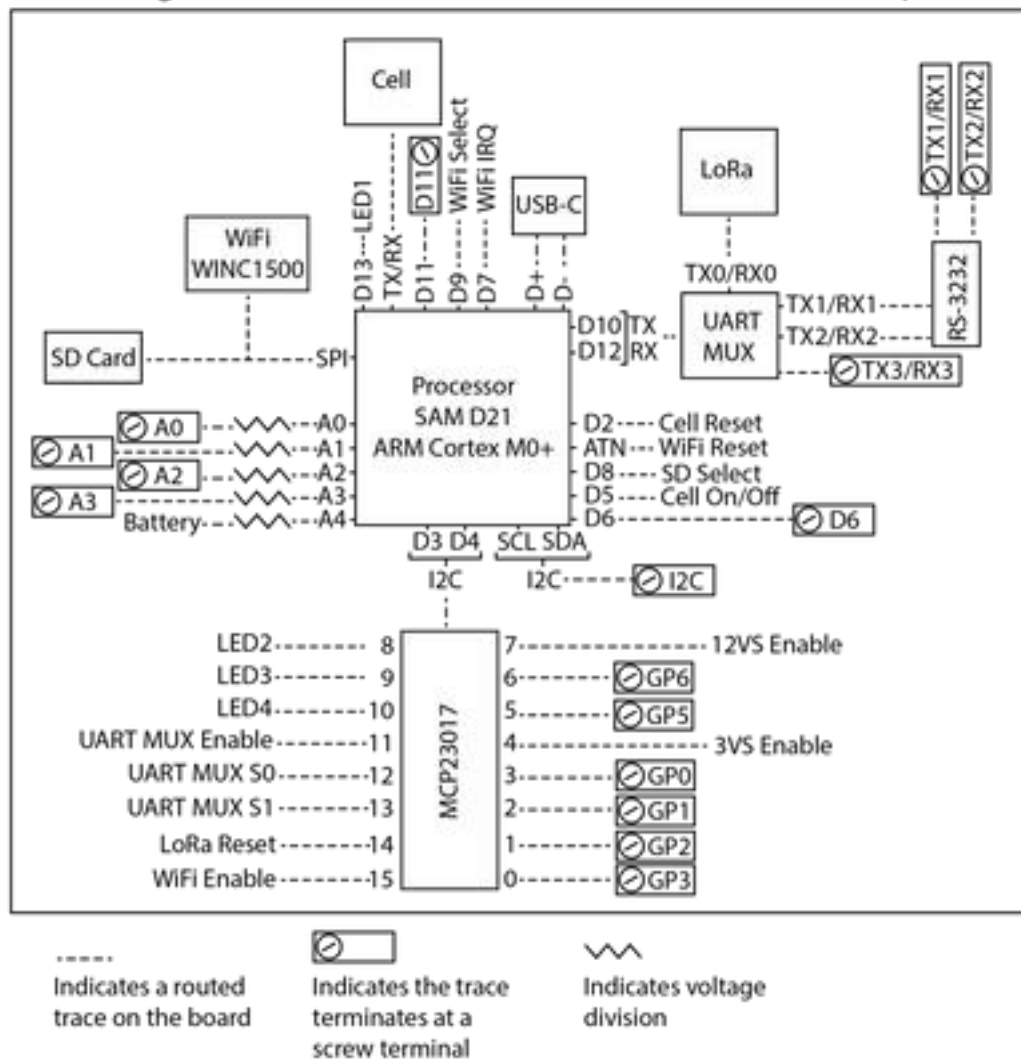 Cell
D11
WiFi Select
WiFi IRQ
LED1
D13
TX/RX
D11
D9
D7
USB-C
D+
D-
LoRa
TX1/RX1
TX2/RX2
WiFi
WINC1500
SD Card
SPI
TX0/RX0
UART
MUX
TX1/RX1
TX2/RX2
TX3/RX3
RS-3232
D10 TX
D12 RX
Processor
SAM D21
ARM Cortex M0+
A0 A0
A1 A1
A2 A2
A3 A3
Battery A4
D2 Cell Reset
ATN WiFi Reset
D8 SD Select
D5 Cell On/Off
D6 D6
D3 D4 SCL SDA
I2C I2C I2C
MCP23017
LED2 8
LED3 9
LED4 10
UART MUX Enable 11
UART MUX S0 12
UART MUX S1 13
LoRa Reset 14
WiFi Enable 15
7 12VS Enable
6 GP6
5 GP5
4 3VS Enable
3 GP0
2 GP1
1 GP2
0 GP3
Indicates a routed
trace on the board
Indicates the trace
terminates at a
screw terminal
Indicates voltage
division